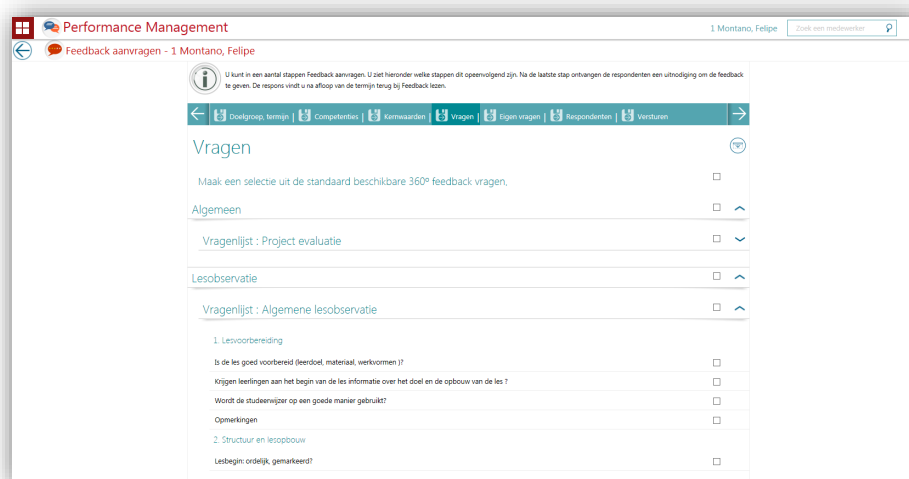 Performance Management
1 Montano, Felipe
Zoek een medewerker
Feedback aanvragen - 1 Montano, Felipe
U kunt in een aantal stappen Feedback aanvragen. U ziet hieronder welke stappen dit opeenvolgend zijn. Na de laatste stap ontvangen de respondenten een uitnodiging om de feedback
te geven. De respons vindt u na afloop van de termijn terug bij Feedback lezen.
Doelgroep, termijn | Competenties | Kernwaarden | Vragen | Eigen vragen | Respondenten | Versturen
Vragen
Maak een selectie uit de standaard beschikbare 360º feedback vragen,
Algemeen
Vragenlijst : Project evaluatie
Lesobservatie
Vragenlijst : Algemene lesobservatie
1. Lesvoorbereiding
Is de les goed voorbereid (leerdoel, materiaal, werkvormen )?
Krijgen leerlingen aan het begin van de les informatie over het doel en de opbouw van de les ?
Wordt de studeerwijzer op een goede manier gebruikt?
Opmerkingen
2. Structuur en lesopbouw
Lesbegin: ordelijk, gemarkeerd?